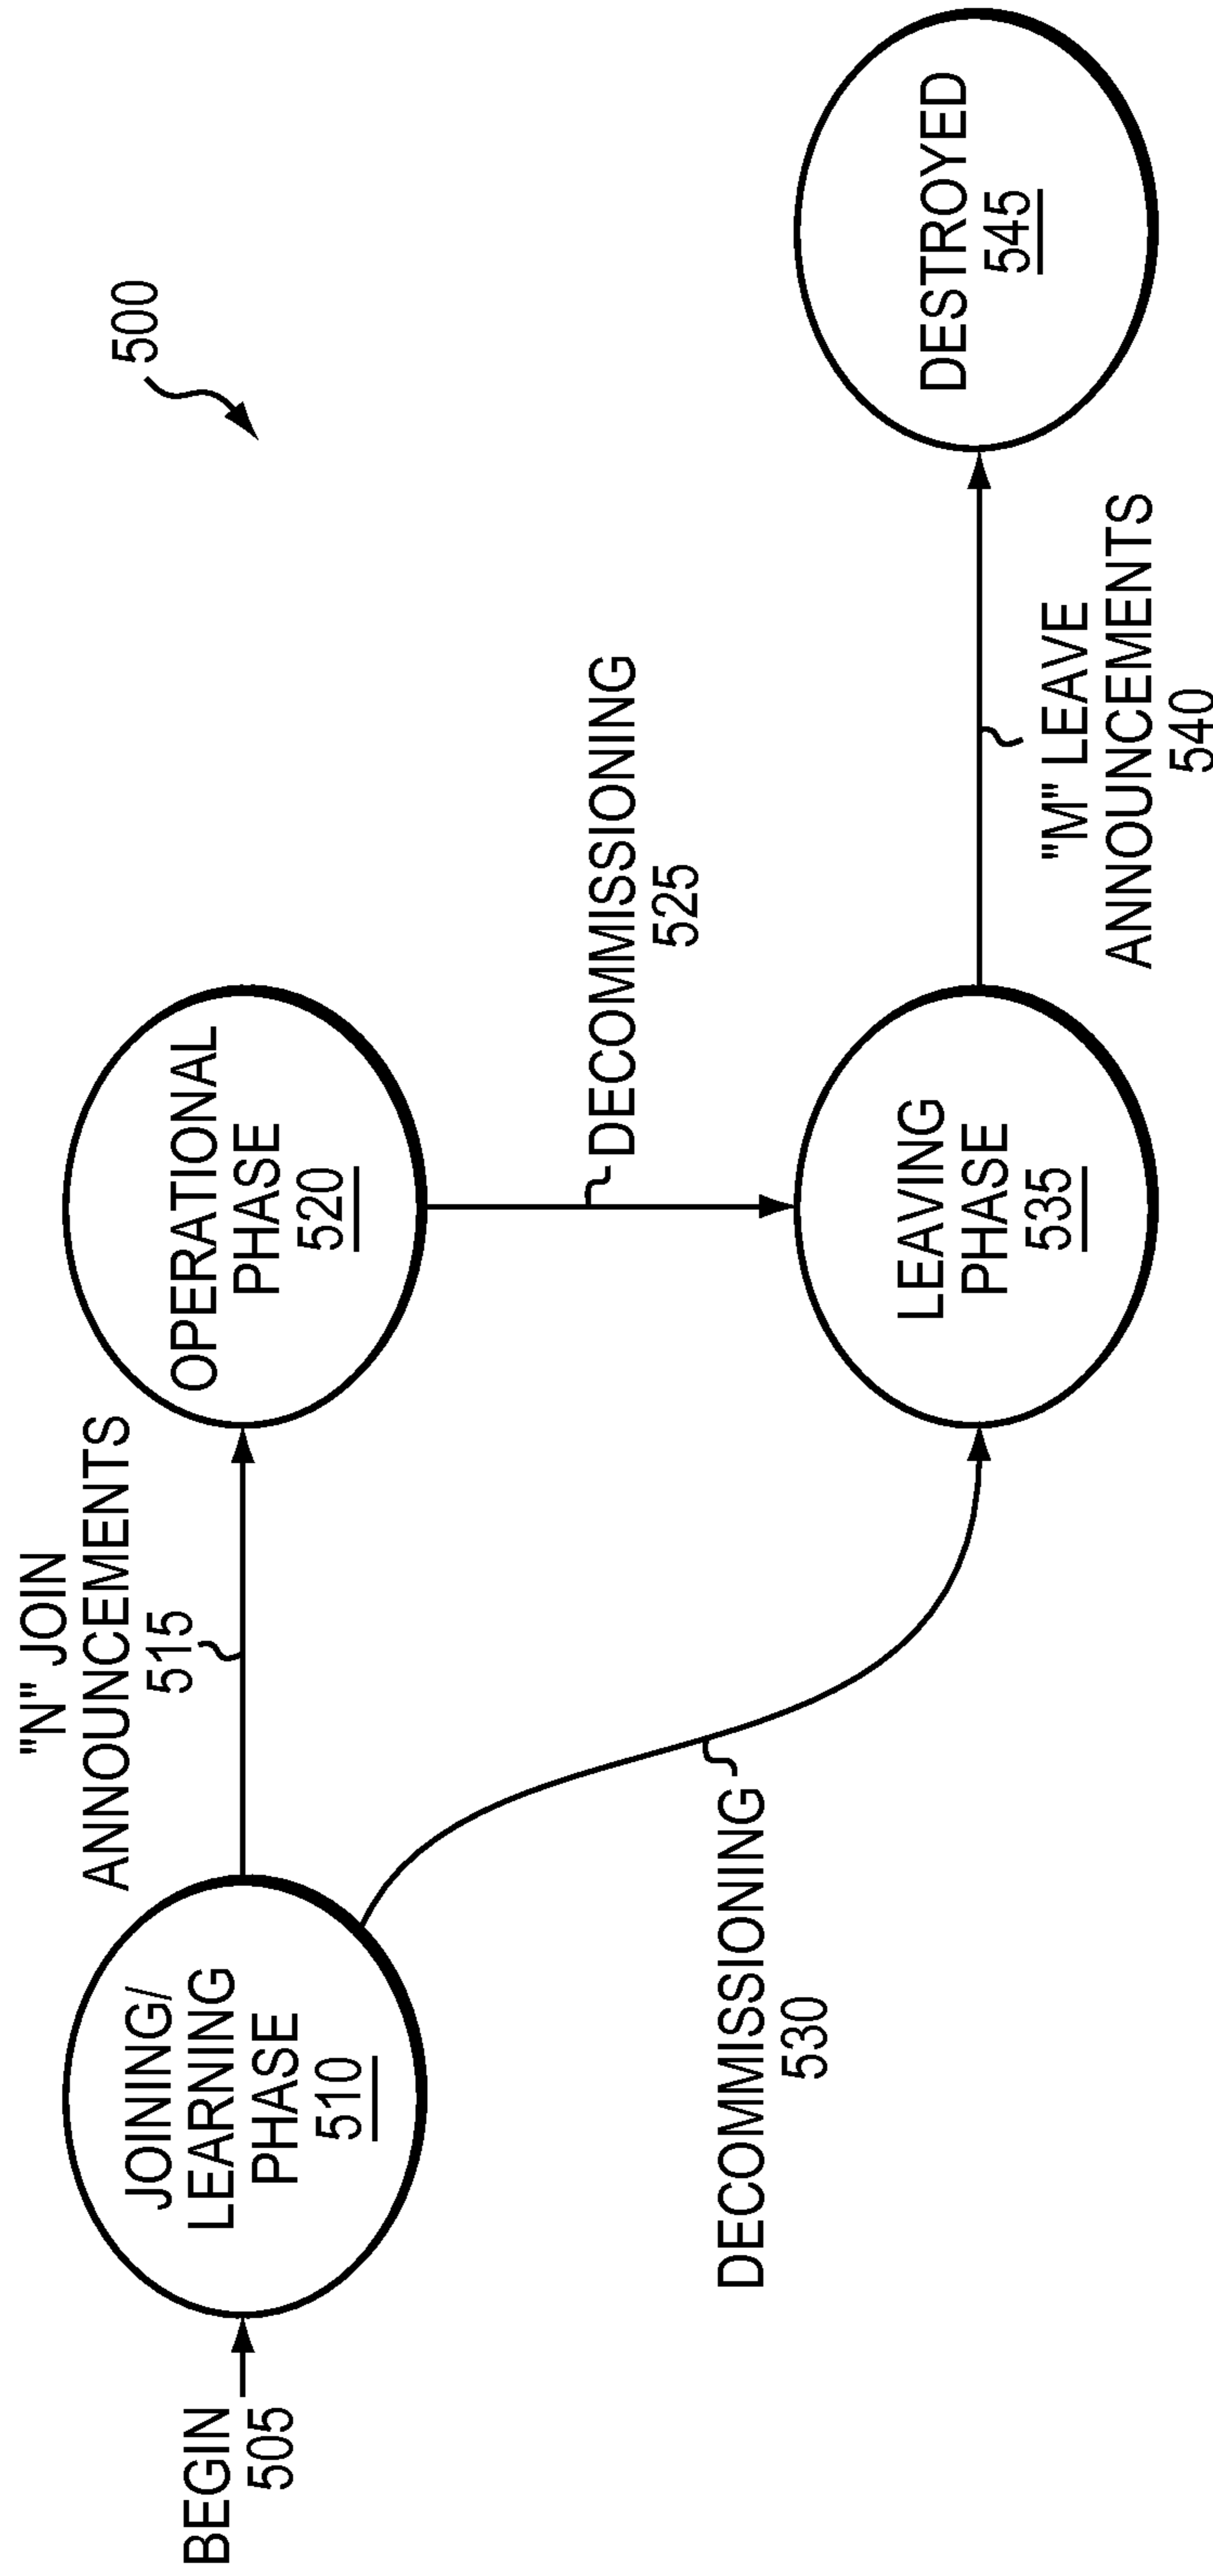 500
"N" JOIN
ANNOUNCEMENTS
515
BEGIN
505
JOINING/
LEARNING
PHASE
510
OPERATIONAL
PHASE
520
DECOMMISSIONING
525
DECOMMISSIONING
530
LEAVING
PHASE
535
"M" LEAVE
ANNOUNCEMENTS
540
DESTROYED
545